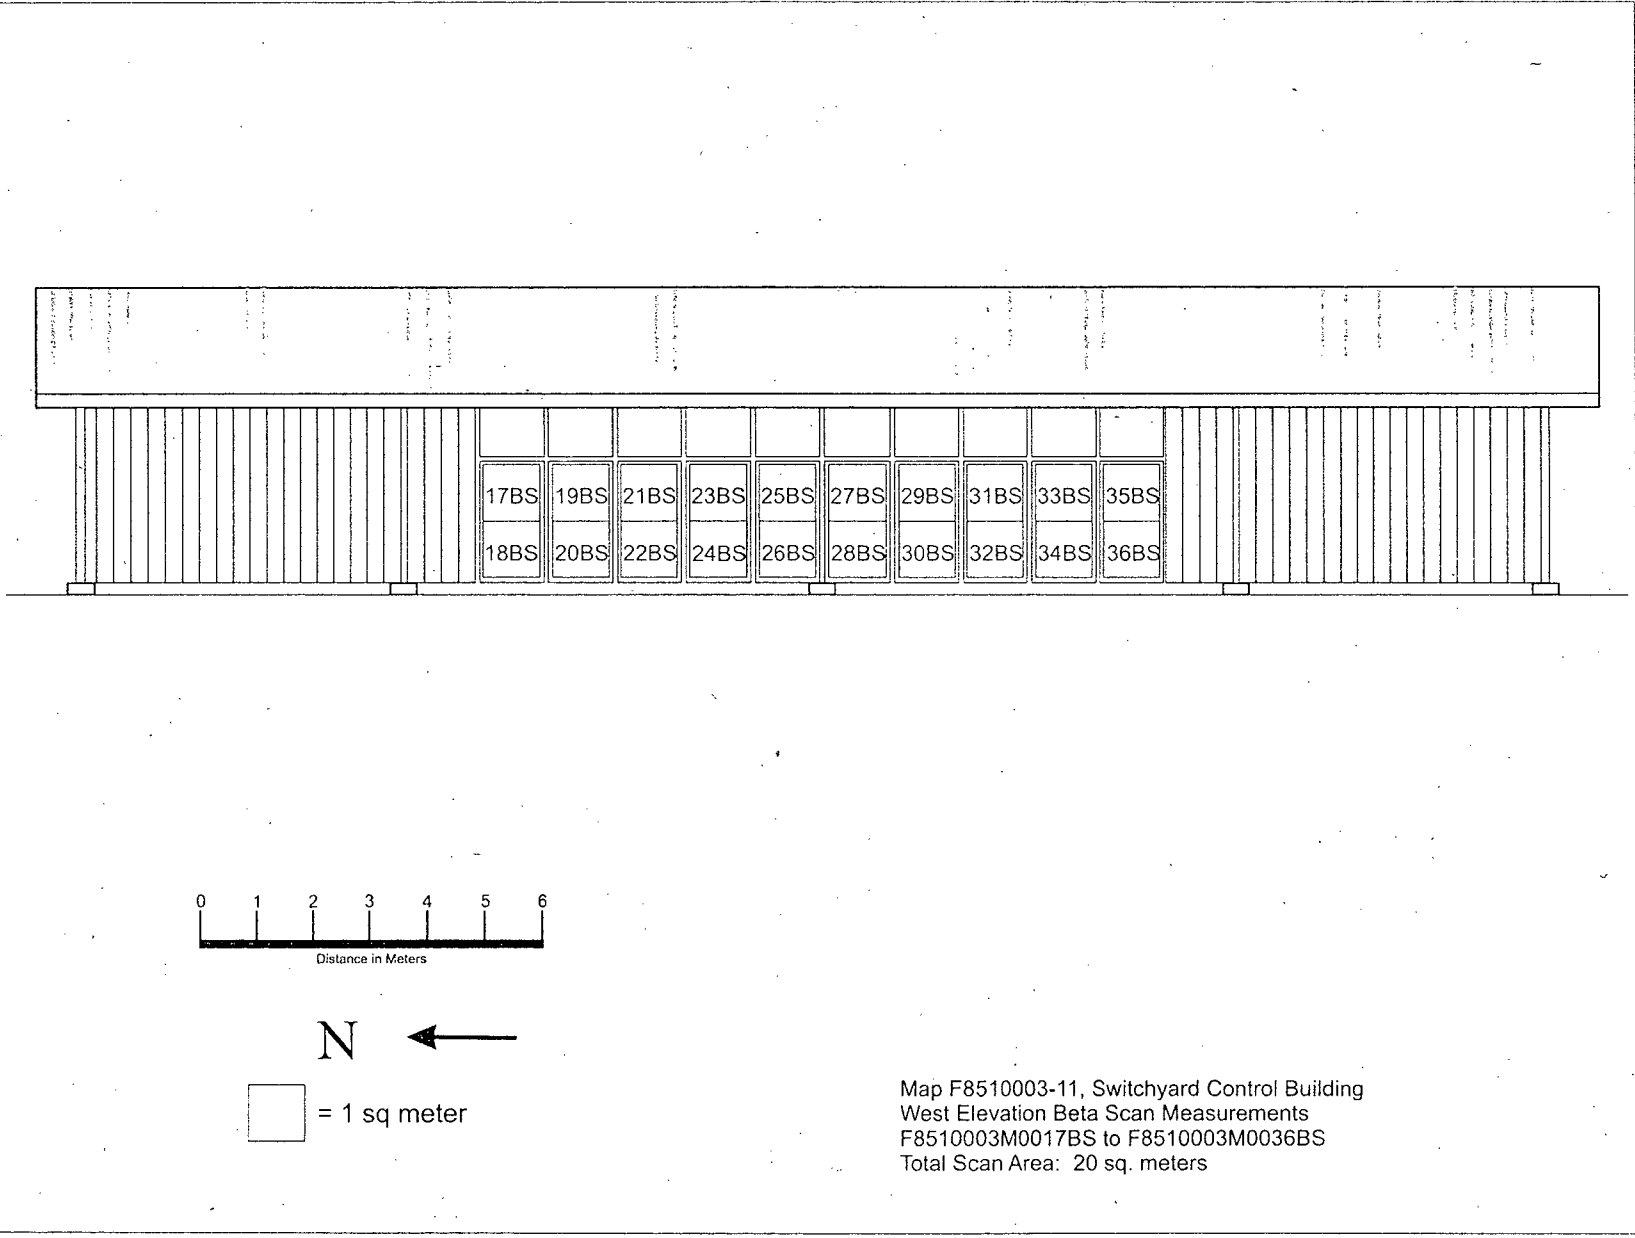 17BS 19BS 21BS 23BS 25BS 27BS 29BS 31BS 33BS 35BS
18BS 20BS 22BS 24BS 26BS 28BS 30BS 32BS 34BS 36BS
0 1 2 3 4 5 6
Distance in Meters
N
= 1 sq meter
Map F8510003-11, Switchyard Control Building
West Elevation Beta Scan Measurements
F8510003M0017BS to F8510003M0036BS
Total Scan Area: 20 sq. meters